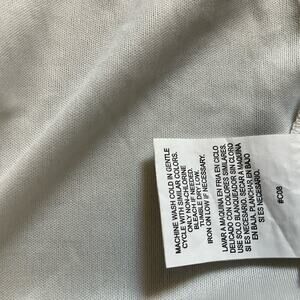 MACHINE WASH COLD IN GENTLE
CYCLE WITH SIMILAR COLORS.
ONLY NON-CHLORINE
BLEACH IF NEEDED.
TUMBLE DRY LOW.
IRON ON LOW IF NECESSARY.
LAVAR A MAQUINA EN FRIA EN CICLO
DELICADO CON COLORES SIMILARES.
USE SOLO BLANQUEADOR SIN CLORO
SI ES NECESARIO. SECAR A MAQUINA
EN BAJA. PLANCHAR EN BAJO
SI ES NECESARIO.
#C08